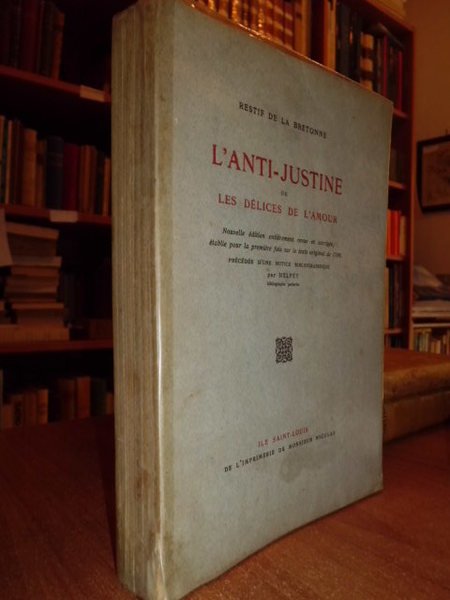 RESTIF DE LA BRETONNE
L'ANTI-JUSTINE
OU
LES DÉLICES DE L'AMOUR
Nouvelle édition entièrement revue et corrigée,
établie pour la première fois sur le texte original de 1798,
PRÉCÉDÉE D'UNE NOTICE BIBLIOGRAPHIQUE
par HELPEY
bibliographe poitevin
ILE SAINT-LOUIS
DE L'IMPRIMERIE DE MONSIEUR NICOLAS